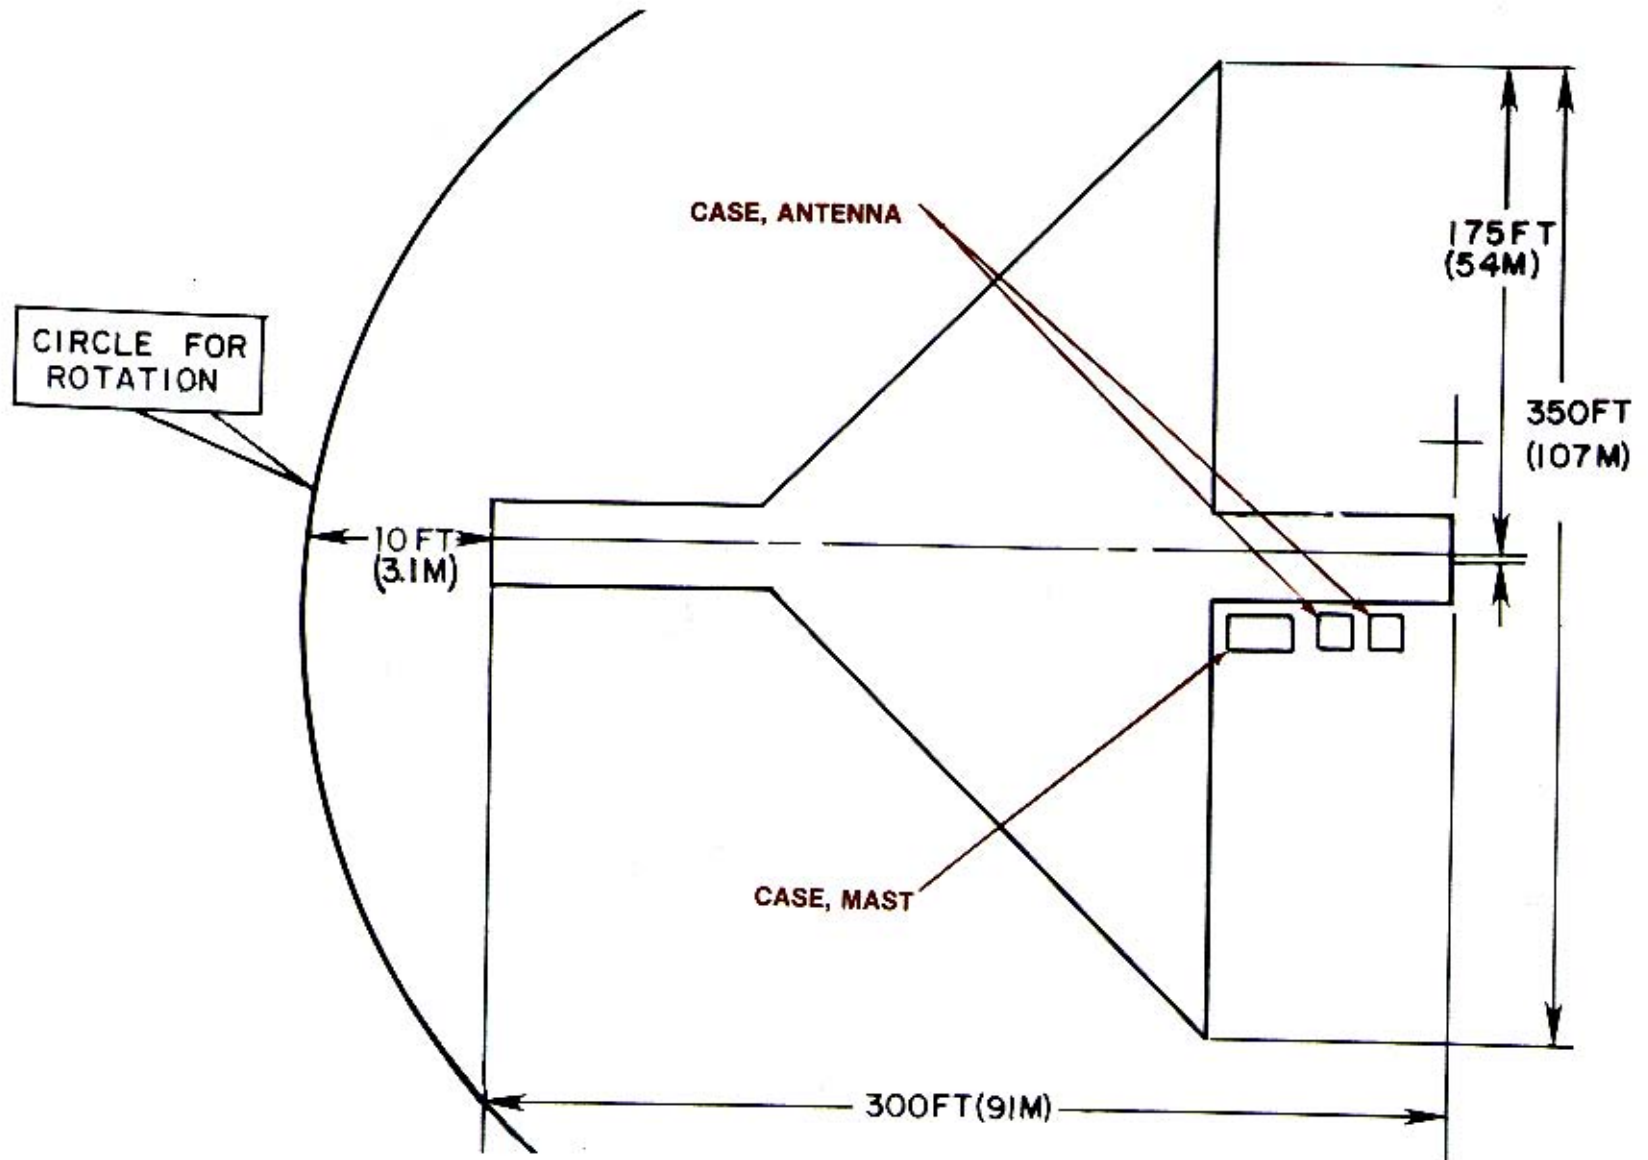 CASE, ANTENNA
175FT
(54M)
CIRCLE FOR
ROTATION
350FT
(107M)
10 FT
(3.1M)
CASE, MAST
300FT(91M)